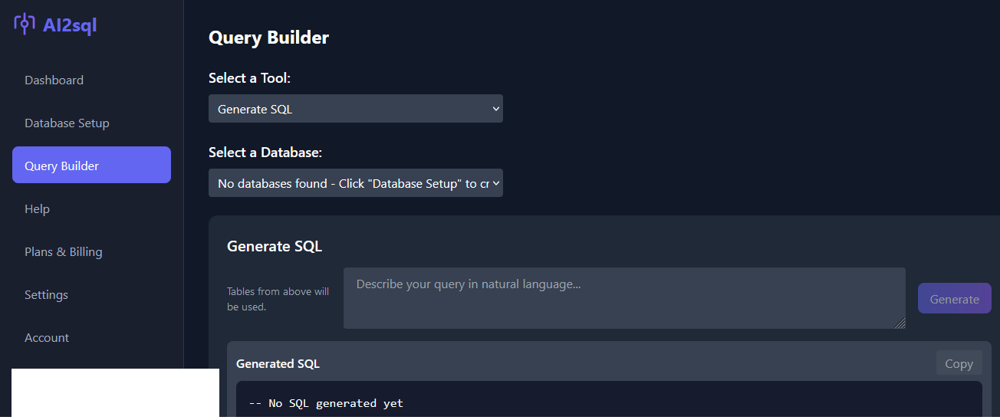 AI2sql
Dashboard
Database Setup
Query Builder
Help
Plans & Billing
Settings
Account
Query Builder
Select a Tool:
Generate SQL
Select a Database:
No databases found - Click "Database Setup" to cr
Generate SQL
Tables from above will
be used.
Describe your query in natural language...
Generate
Generated SQL
Copy
-- No SQL generated yet